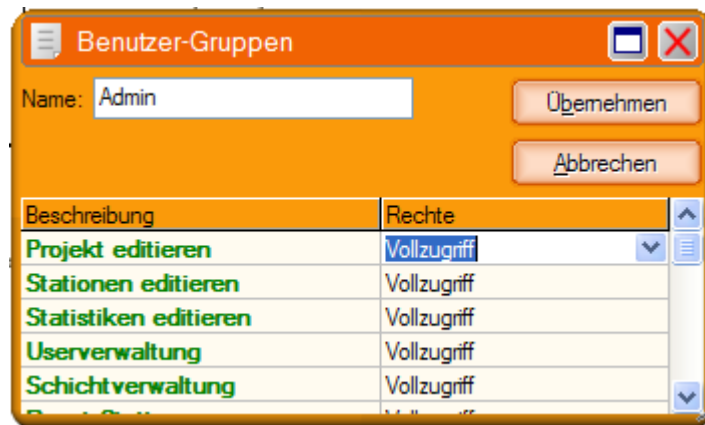 Benutzer-Gruppen
Name: Admin
Übernehmen
Abbrechen
Beschreibung Rechte
Projekt editieren Vollzugriff
Stationen editieren Vollzugriff
Statistiken editieren Vollzugriff
Userverwaltung Vollzugriff
Schichtverwaltung Vollzugriff